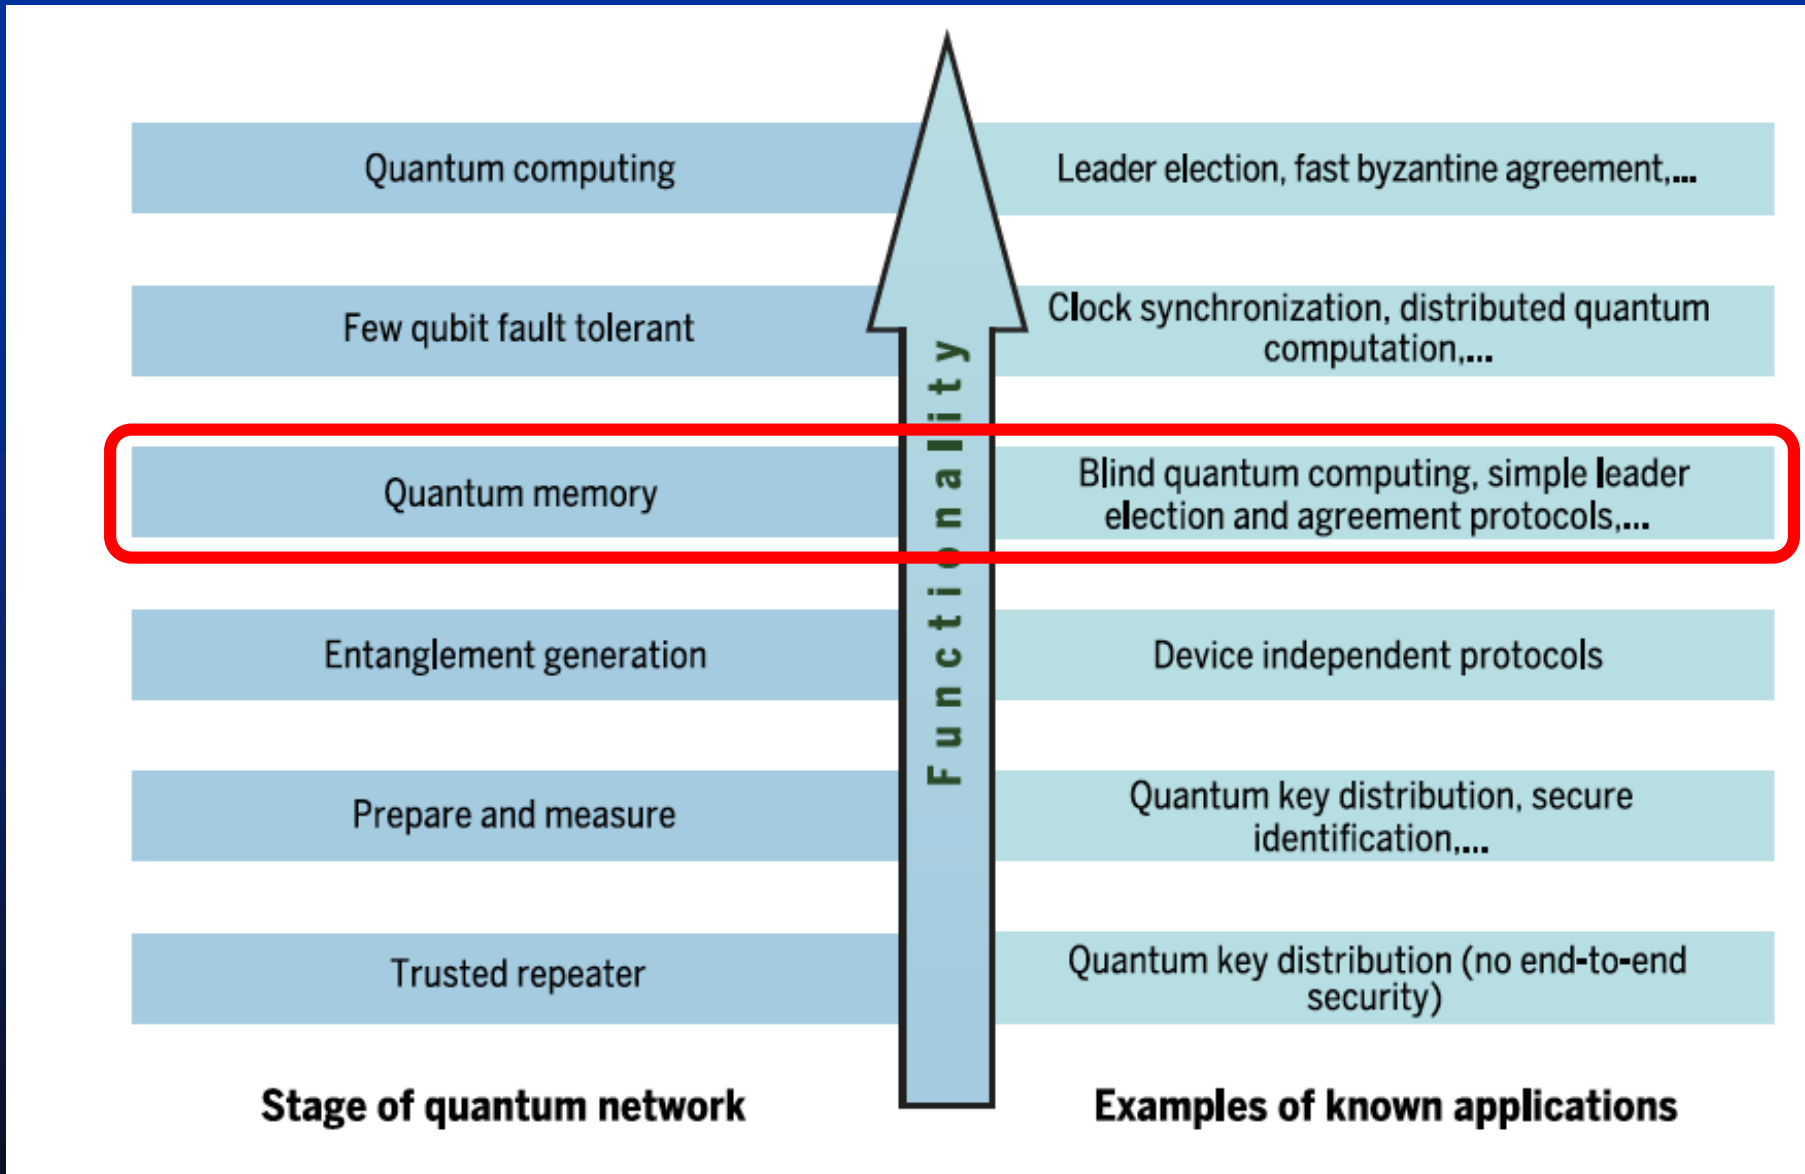 Quantum computing
Leader election, fast byzantine agreement,...
Few qubit fault tolerant
Clock synchronization, distributed quantum
computation,...
Quantum memory
Blind quantum computing, simple leader
election and agreement protocols,...
Entanglement generation
Device independent protocols
Prepare and measure
Quantum key distribution, secure
identification,...
Trusted repeater
Quantum key distribution (no end-to-end
security)
Functionality
Stage of quantum network
Examples of known applications